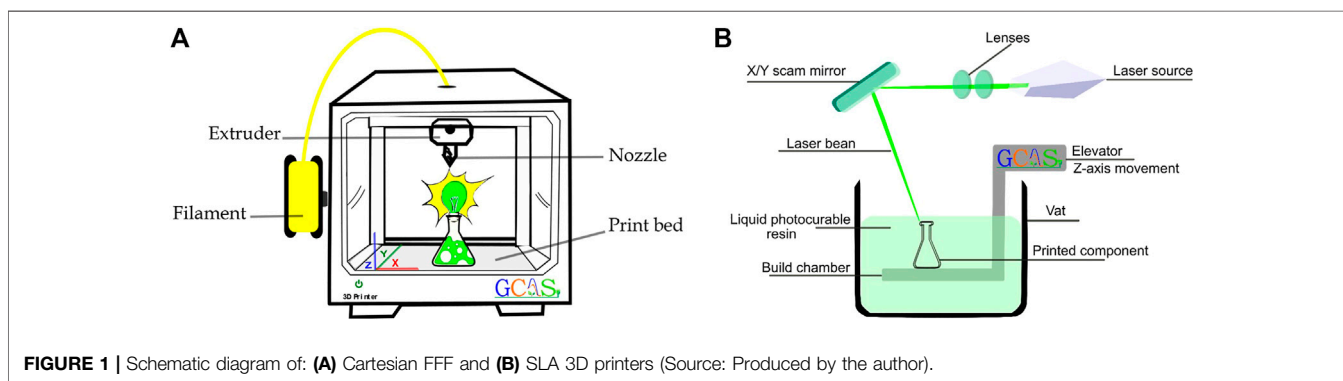 A
Extruder
Nozzle
Filament
Print bed
Z
Y
X
3D Printer
GCAS
B
Lenses
X/Y scam mirror
Laser source
Laser bean
GCAS
Elevator
Z-axis movement
Liquid photocurable
resin
Vat
Printed component
Build chamber
FIGURE 1 | Schematic diagram of: (A) Cartesian FFF and (B) SLA 3D printers (Source: Produced by the author).